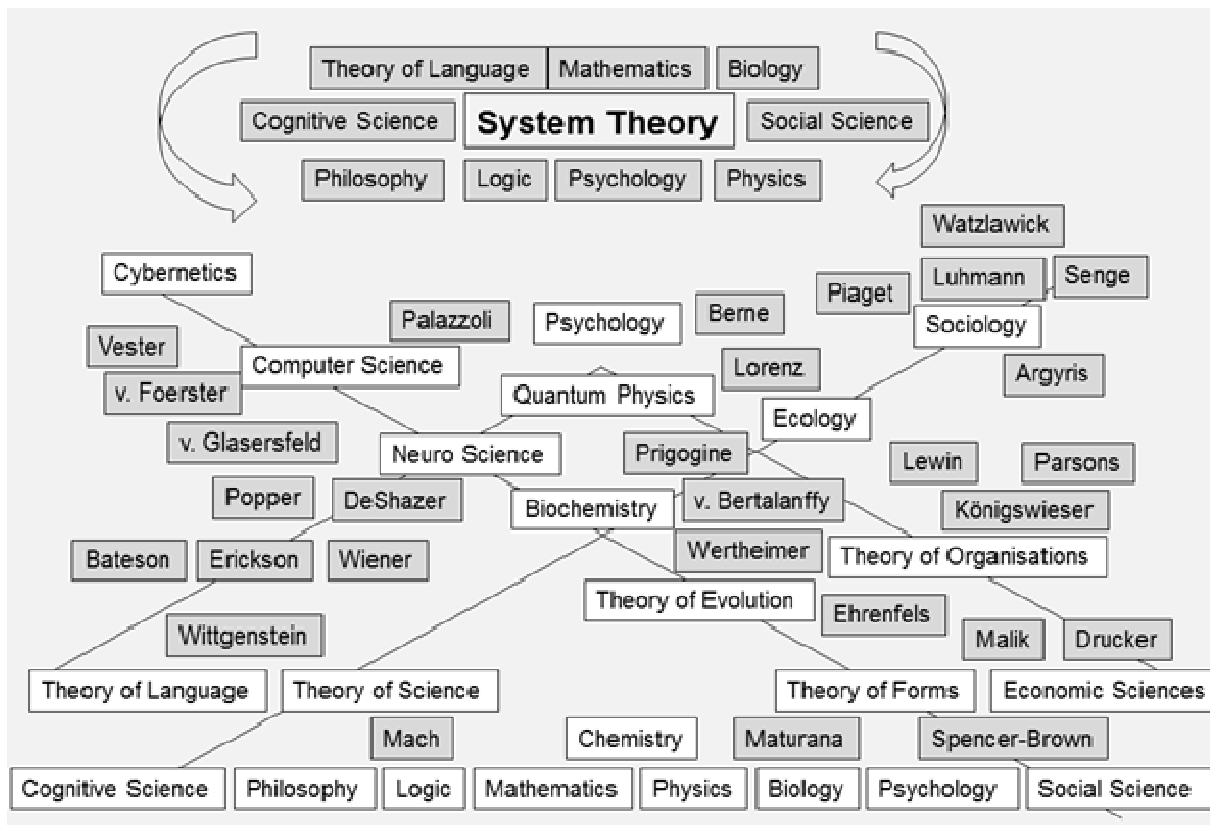 Theory of Language Mathematics Biology
Cognitive Science System Theory Social Science
Philosophy Logic Psychology Physics
Watzlawick
Cybernetics Luhmann Senge
Piaget
Palazzoli Psychology Berne Sociology
Vester
Computer Science Lorenz Argyris
v. Foerster Quantum Physics
Ecology
v. Glasersfeld Neuro Science Prigogine Lewin Parsons
Popper DeShazer Biochemistry v. Bertalanffy Königswieser
Bateson Erickson Wiener Wertheimer Theory of Organisations
Theory of Evolution Ehrenfels
Wittgenstein Malik Drucker
Theory of Language Theory of Science Theory of Forms Economic Sciences
Mach Chemistry Maturana Spencer-Brown
Cognitive Science Philosophy Logic Mathematics Physics Biology Psychology Social Science